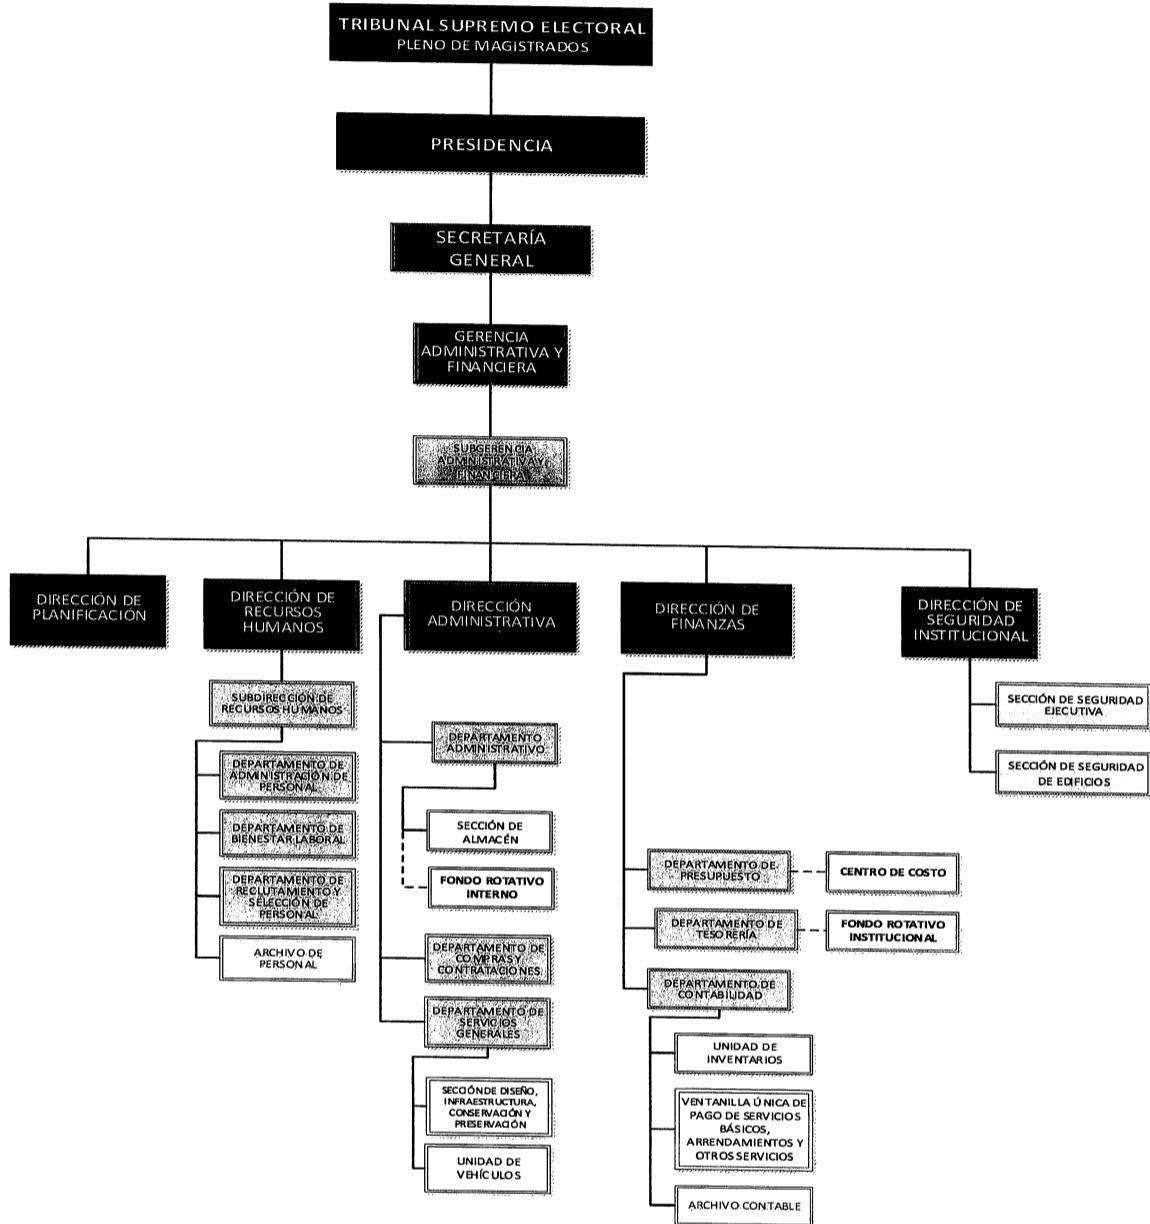 TRIBUNAL SUPREMO ELECTORAL
PLENO DE MAGISTRADOS
PRESIDENCIA
SECRETARÍA
GENERAL
GERENCIA
ADMINISTRATIVA Y
FINANCIERA
SUBGERENCIA
ADMINISTRATIVA Y
FINANCIERA
DIRECCIÓN DE
PLANIFICACIÓN
DIRECCIÓN DE
RECURSOS
HUMANOS
SUBDIRECCIÓN DE
RECURSOS HUMANOS
DEPARTAMENTO DE
ADMINISTRACIÓN DE
PERSONAL
DEPARTAMENTO DE
BIENESTAR LABORAL
DEPARTAMENTO DE
RECLUTAMIENTO Y
SELECCIÓN DE
PERSONAL
ARCHIVO DE
PERSONAL
DIRECCIÓN
ADMINISTRATIVA
DEPARTAMENTO
ADMINISTRATIVO
SECCIÓN DE
ALMACÉN
FONDO ROTATIVO
INTERNO
DEPARTAMENTO DE
COMPRAS Y
CONTRATACIONES
DEPARTAMENTO DE
SERVICIOS
GENERALES
SECCIÓN DE DISEÑO,
INFRAESTRUCTURA,
CONSERVACIÓN Y
PRESERVACIÓN
UNIDAD DE
VEHÍCULOS
DIRECCIÓN DE
FINANZAS
DEPARTAMENTO DE
PRESUPUESTO
CENTRO DE COSTO
DEPARTAMENTO DE
TESORERÍA
FONDO ROTATIVO
INSTITUCIONAL
DEPARTAMENTO DE
CONTABILIDAD
UNIDAD DE
INVENTARIOS
VENTANILLA ÚNICA DE
PAGO DE SERVICIOS
BÁSICOS,
ARRENDAMIENTOS Y
OTROS SERVICIOS
ARCHIVO CONTABLE
DIRECCIÓN DE
SEGURIDAD
INSTITUCIONAL
SECCIÓN DE SEGURIDAD
EJECUTIVA
SECCIÓN DE SEGURIDAD
DE EDIFICIOS